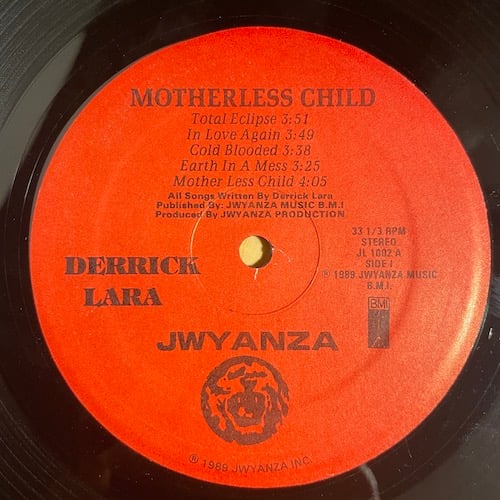 MOTHERLESS CHILD
Total Eclipse 3:51
In Love Again 3:49
Cold Blooded 3:38
Earth In A Mess 3:25
Mother Less Child 4:05
All Songs Written By Derrick Lara
Published By: JWYANZA MUSIC B.M.I
Produced By JWYANZA PRODUCTION
33 1/3 RPM
STEREO
JL 1002 A
SIDE I
℗ 1989 JWYANZA MUSIC
B.M.I.
BMI
DERRICK
LARA
JWYANZA
® 1989 JWYANZA INC.